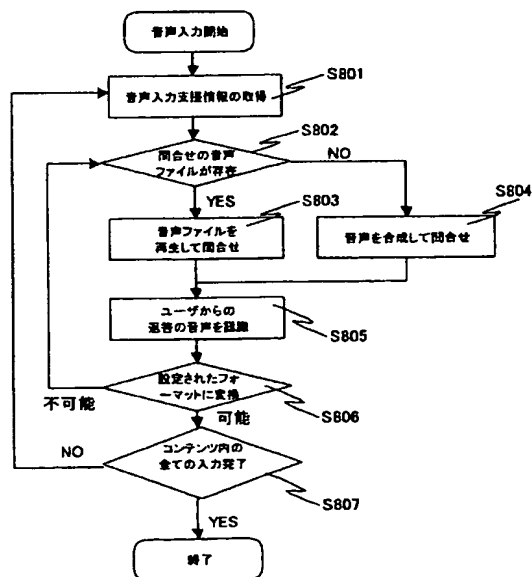 音声入力開始
S801
音声入力支援情報の取得
S802
問合せの音声
ファイルが存在
NO
YES
S803
S804
音声ファイルを
再生して問合せ
音声を合成して問合せ
ユーザからの
返答の音声を認識
S805
設定されたフォ
ーマットに変換
不可能
S806
可能
NO
コンテンツ内の
全ての入力完了
S807
YES
終了